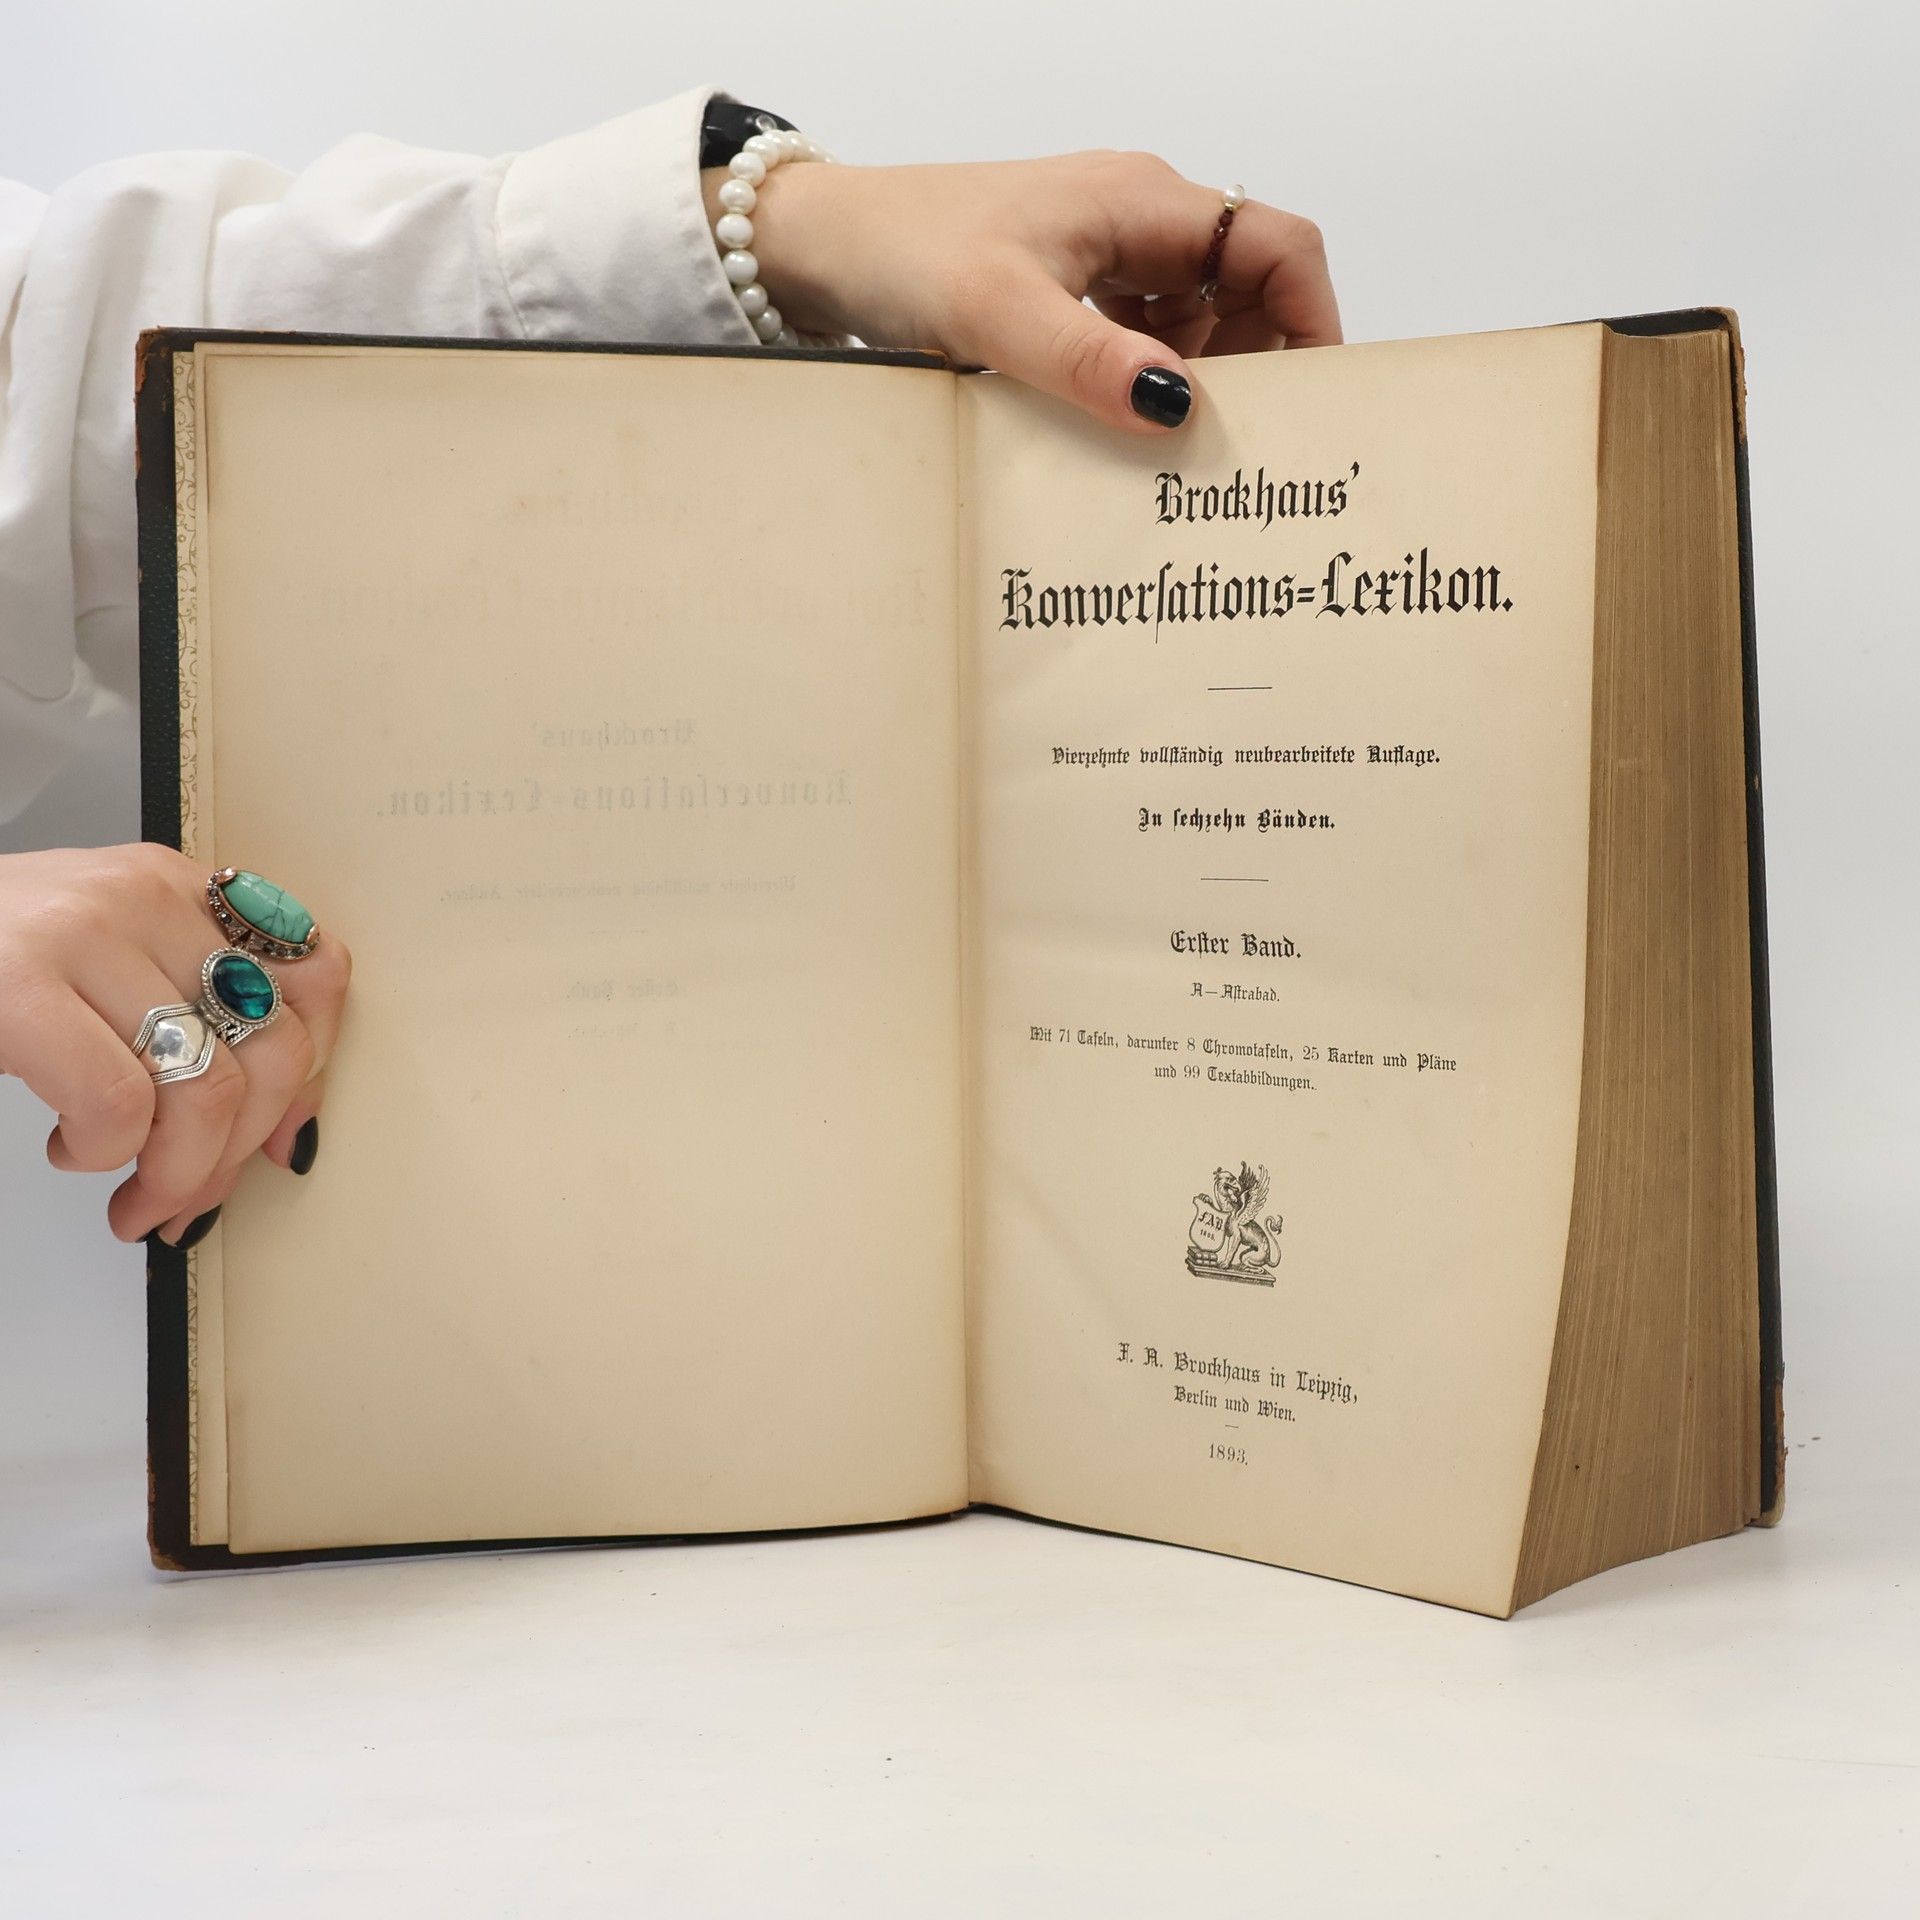 Brockhaus'
Konverſations=Lexikon.
Vierzehnte vollſtändig neubearbeitete Auflage.
In ſechzehn Bänden.
Erſter Band.
A—Aſtrabad.
Mit 71 Tafeln, darunter 8 Chromotafeln, 25 Karten und Pläne
und 99 Textabbildungen.
FAB
F. A. Brockhaus in Leipzig,
Berlin und Wien.
1893.